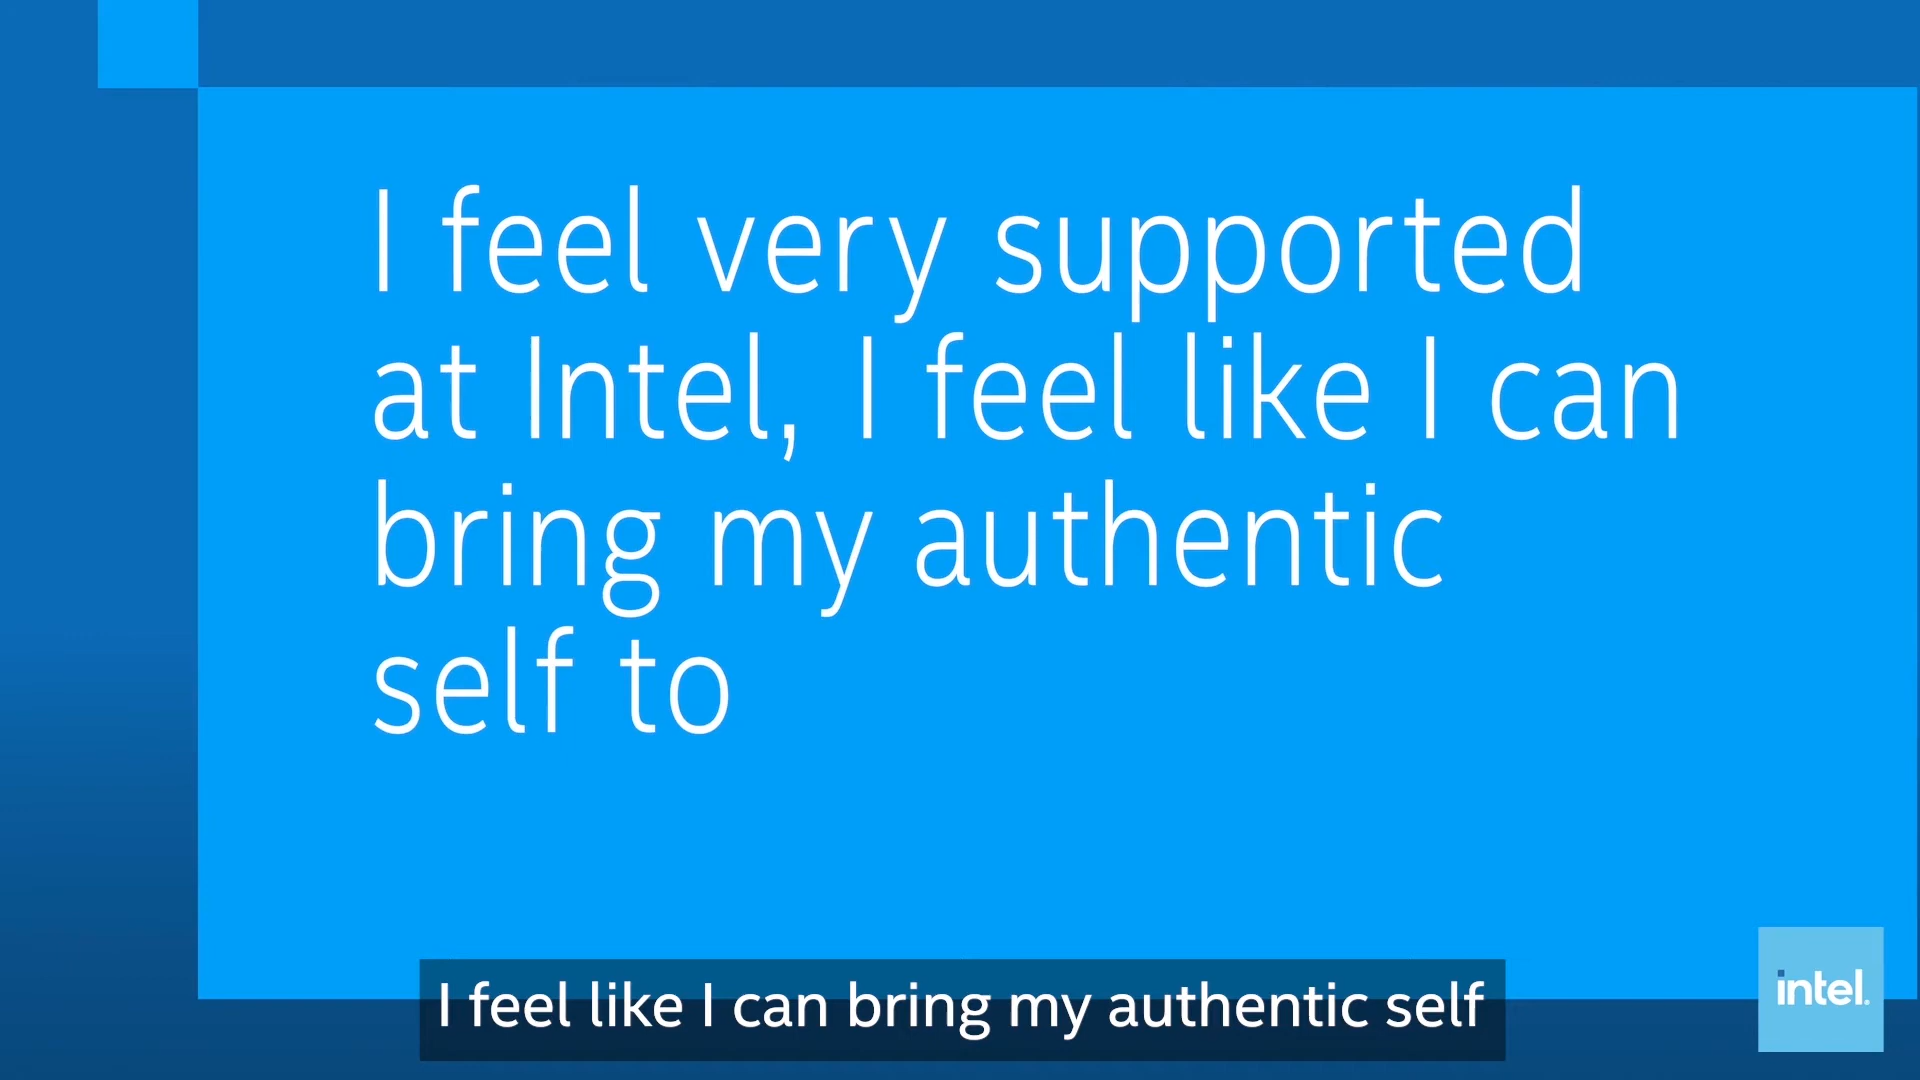 I feel very supported
at Intel, I feel like I can
bring my authentic
self to
I feel like I can bring my authentic self
intel.